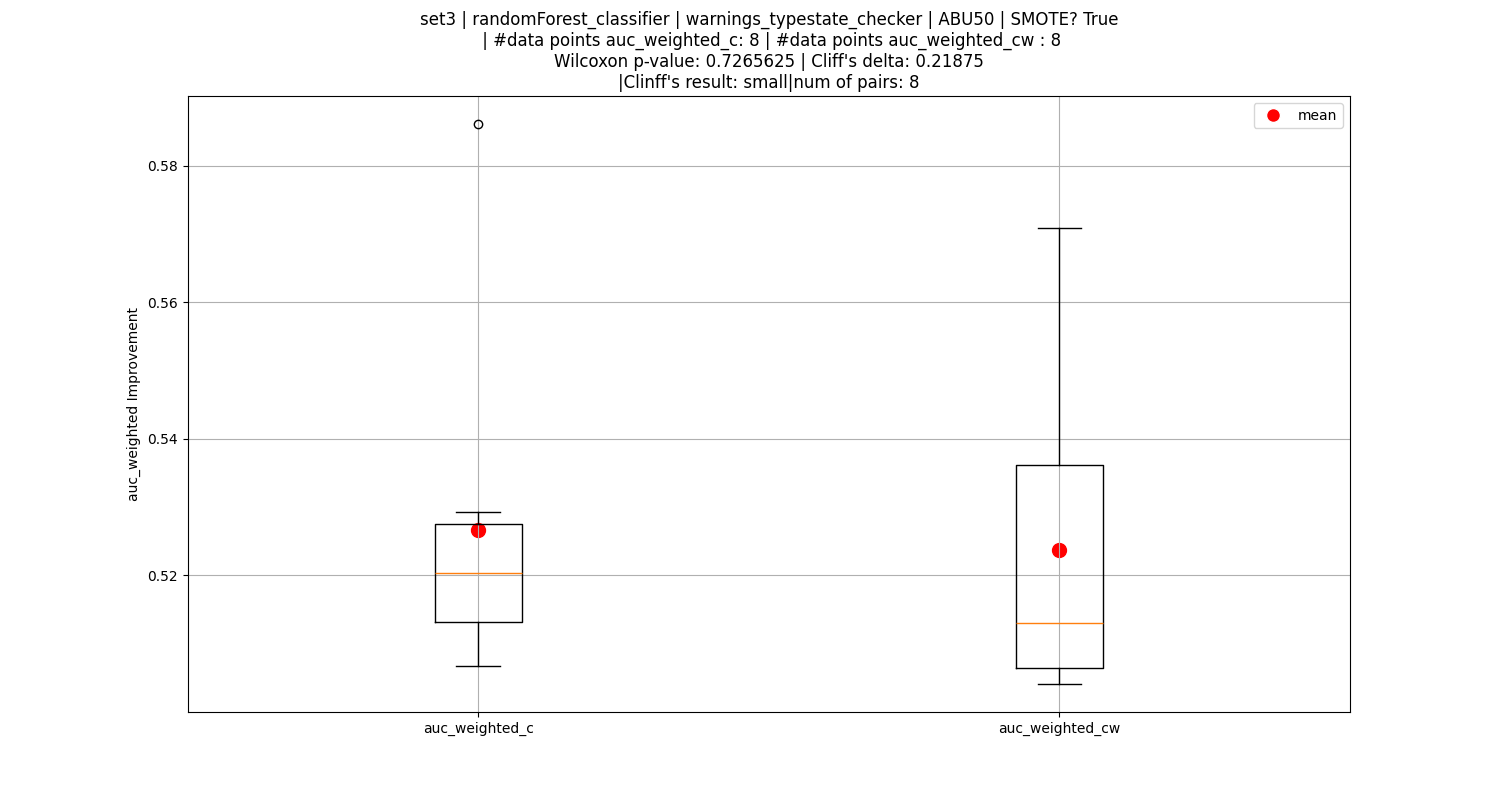 set3 | randomForest_classifier | warnings_typestate_checker | ABU50 | SMOTE? True
| #data points auc_weighted_c: 8 | #data points auc_weighted_cw : 8
Wilcoxon p-value: 0.7265625 | Cliff's delta: 0.21875
|Clinff's result: small|num of pairs: 8
mean
0.58
0.56
0.54
0.52
auc_weighted Improvement
auc_weighted_c
auc_weighted_cw